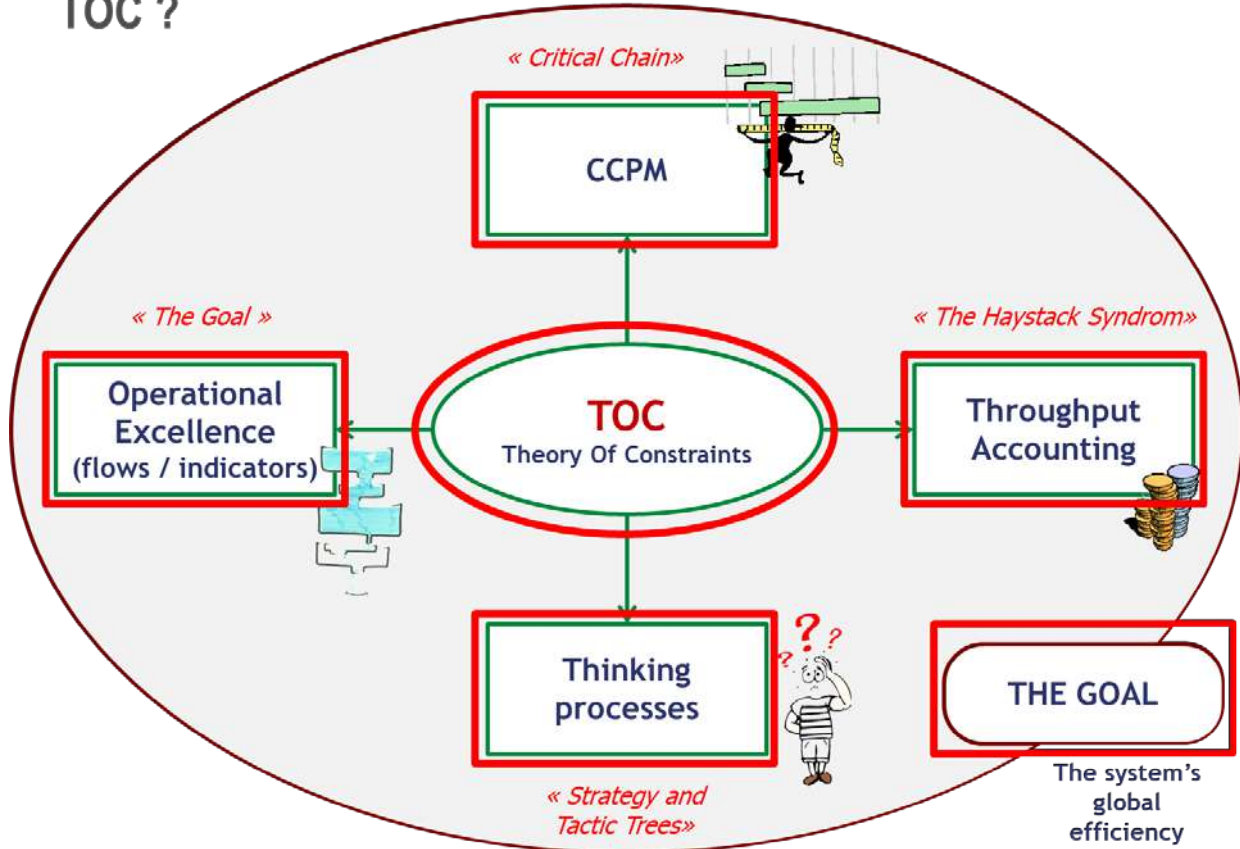 TOC ?
« Critical Chain»
CCPM
« The Goal »
« The Haystack Syndrom»
Operational
Excellence
(flows / indicators)
TOC
Theory Of Constraints
Throughput
Accounting
Thinking
processes
? ? ?
THE GOAL
« Strategy and
Tactic Trees»
The system's
global
efficiency